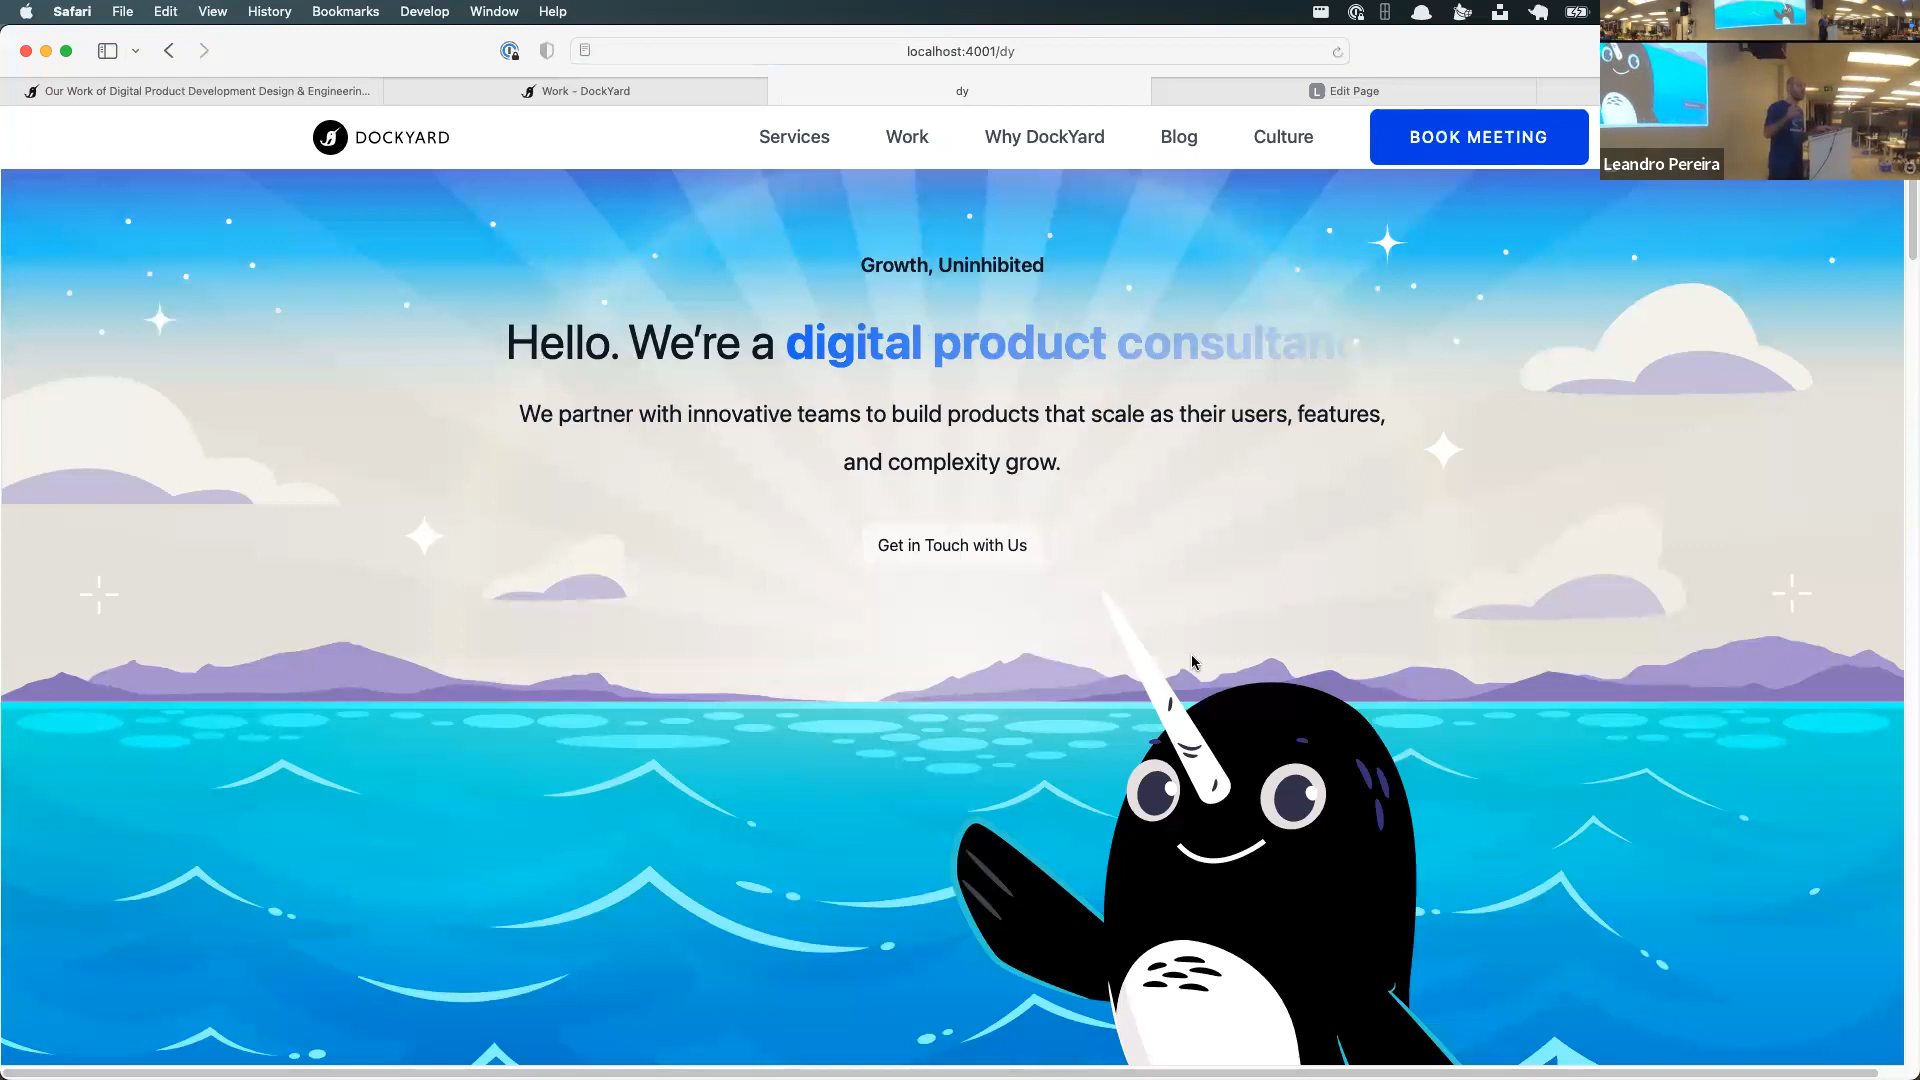 Safari File Edit View History Bookmarks Develop Window Help
localhost:4001/dy
Our Work of Digital Product Development Design & Engineerin...
Work - DockYard
dy
L Edit Page
DOCKYARD
Services
Work
Why DockYard
Blog
Culture
BOOK MEETING
Leandro Pereira
Growth, Uninhibited
Hello. We're a digital product consultan
We partner with innovative teams to build products that scale as their users, features,
and complexity grow.
Get in Touch with Us